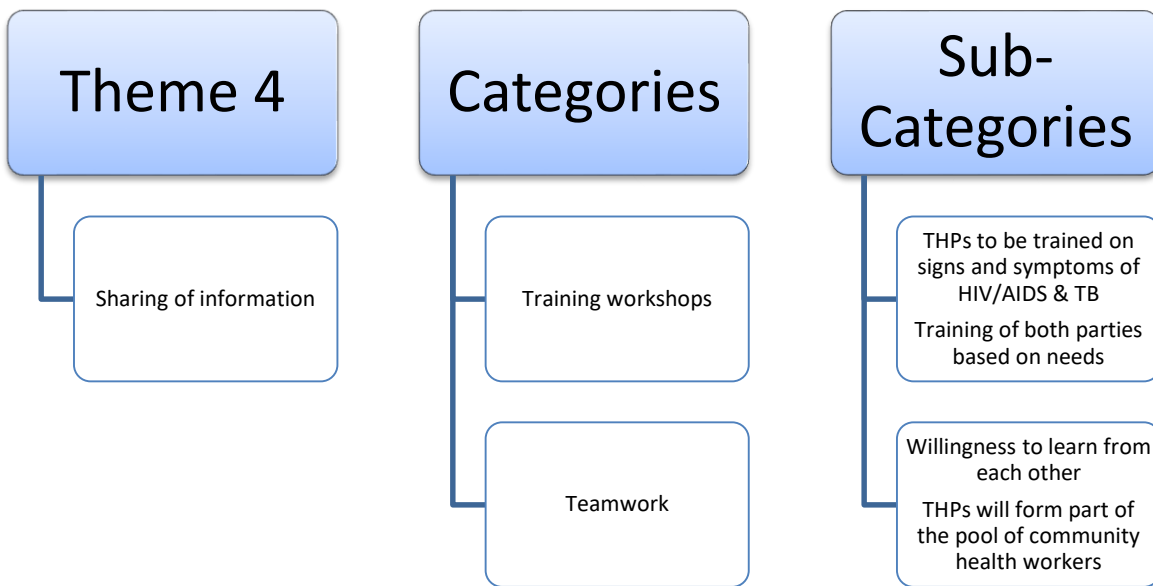 Theme 4
Sharing of information
Categories
Training workshops
Teamwork
Sub-
Categories
THPs to be trained on
signs and symptoms of
HIV/AIDS & TB
Training of both parties
based on needs
Willingness to learn from
each other
THPs will form part of
the pool of community
health workers